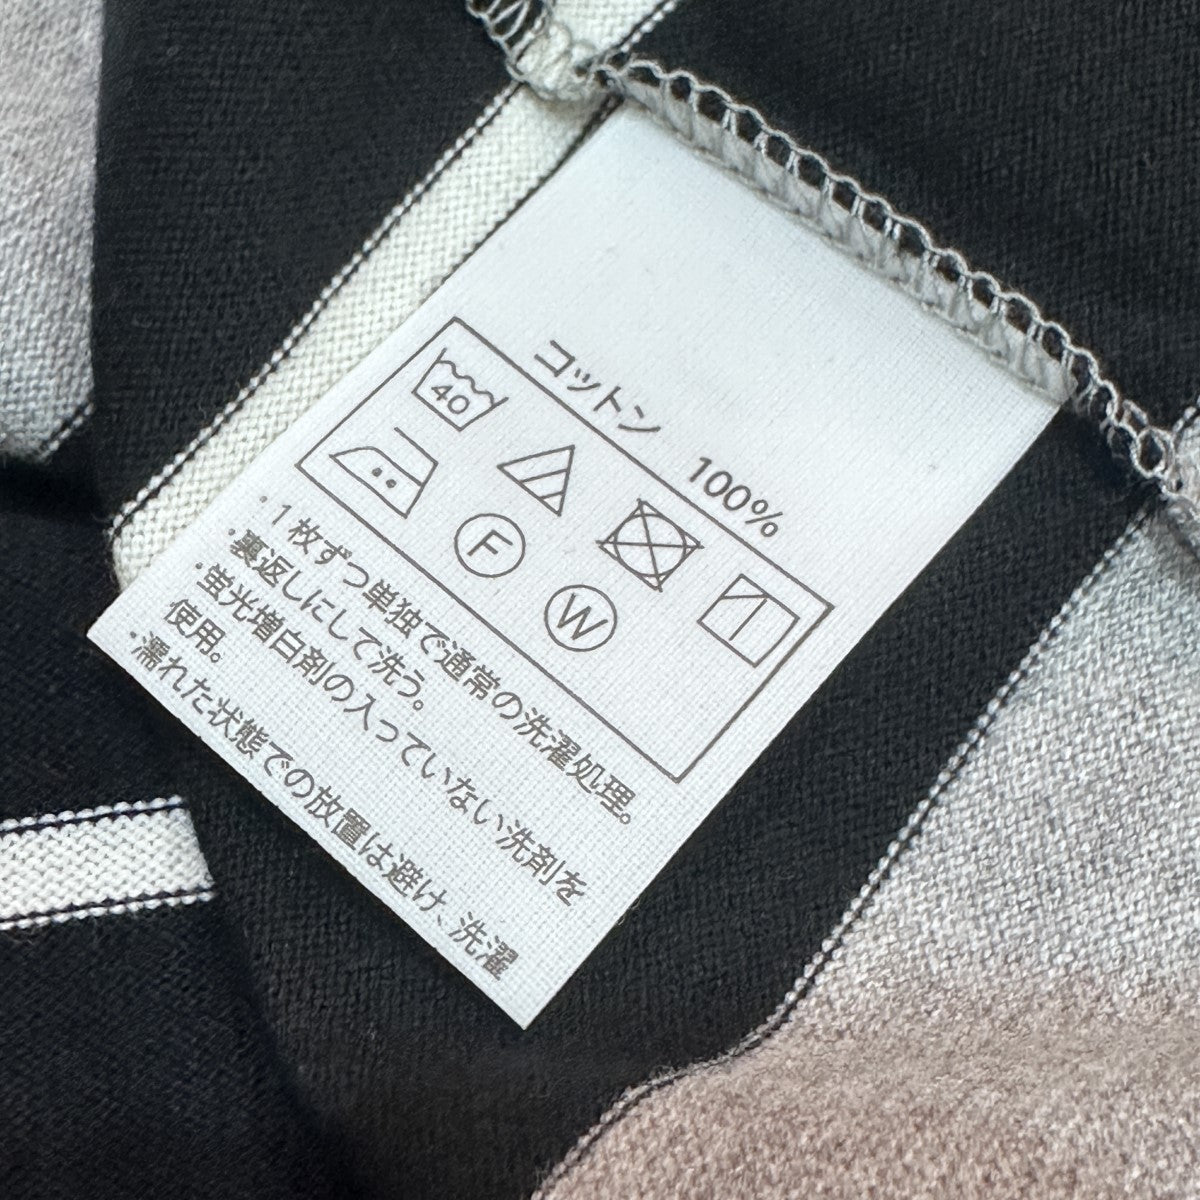 コットン 100%
40
F
W
・1枚ずつ単独で通常の洗濯処理。
・裏返しにして洗う。
・蛍光増白剤の入っていない洗剤を
使用。
・濡れた状態での放置は避け、洗濯